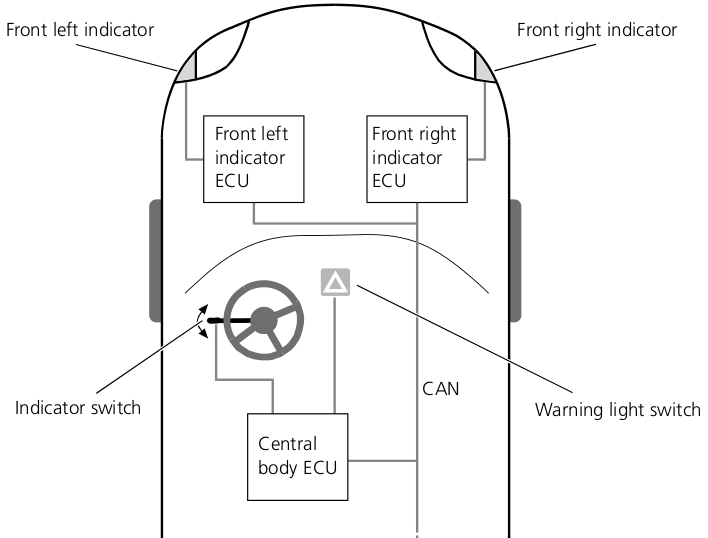 Front left indicator
Front right indicator
Front left
indicator
ECU
Front right
indicator
ECU
CAN
Indicator switch
Warning light switch
Central
body ECU